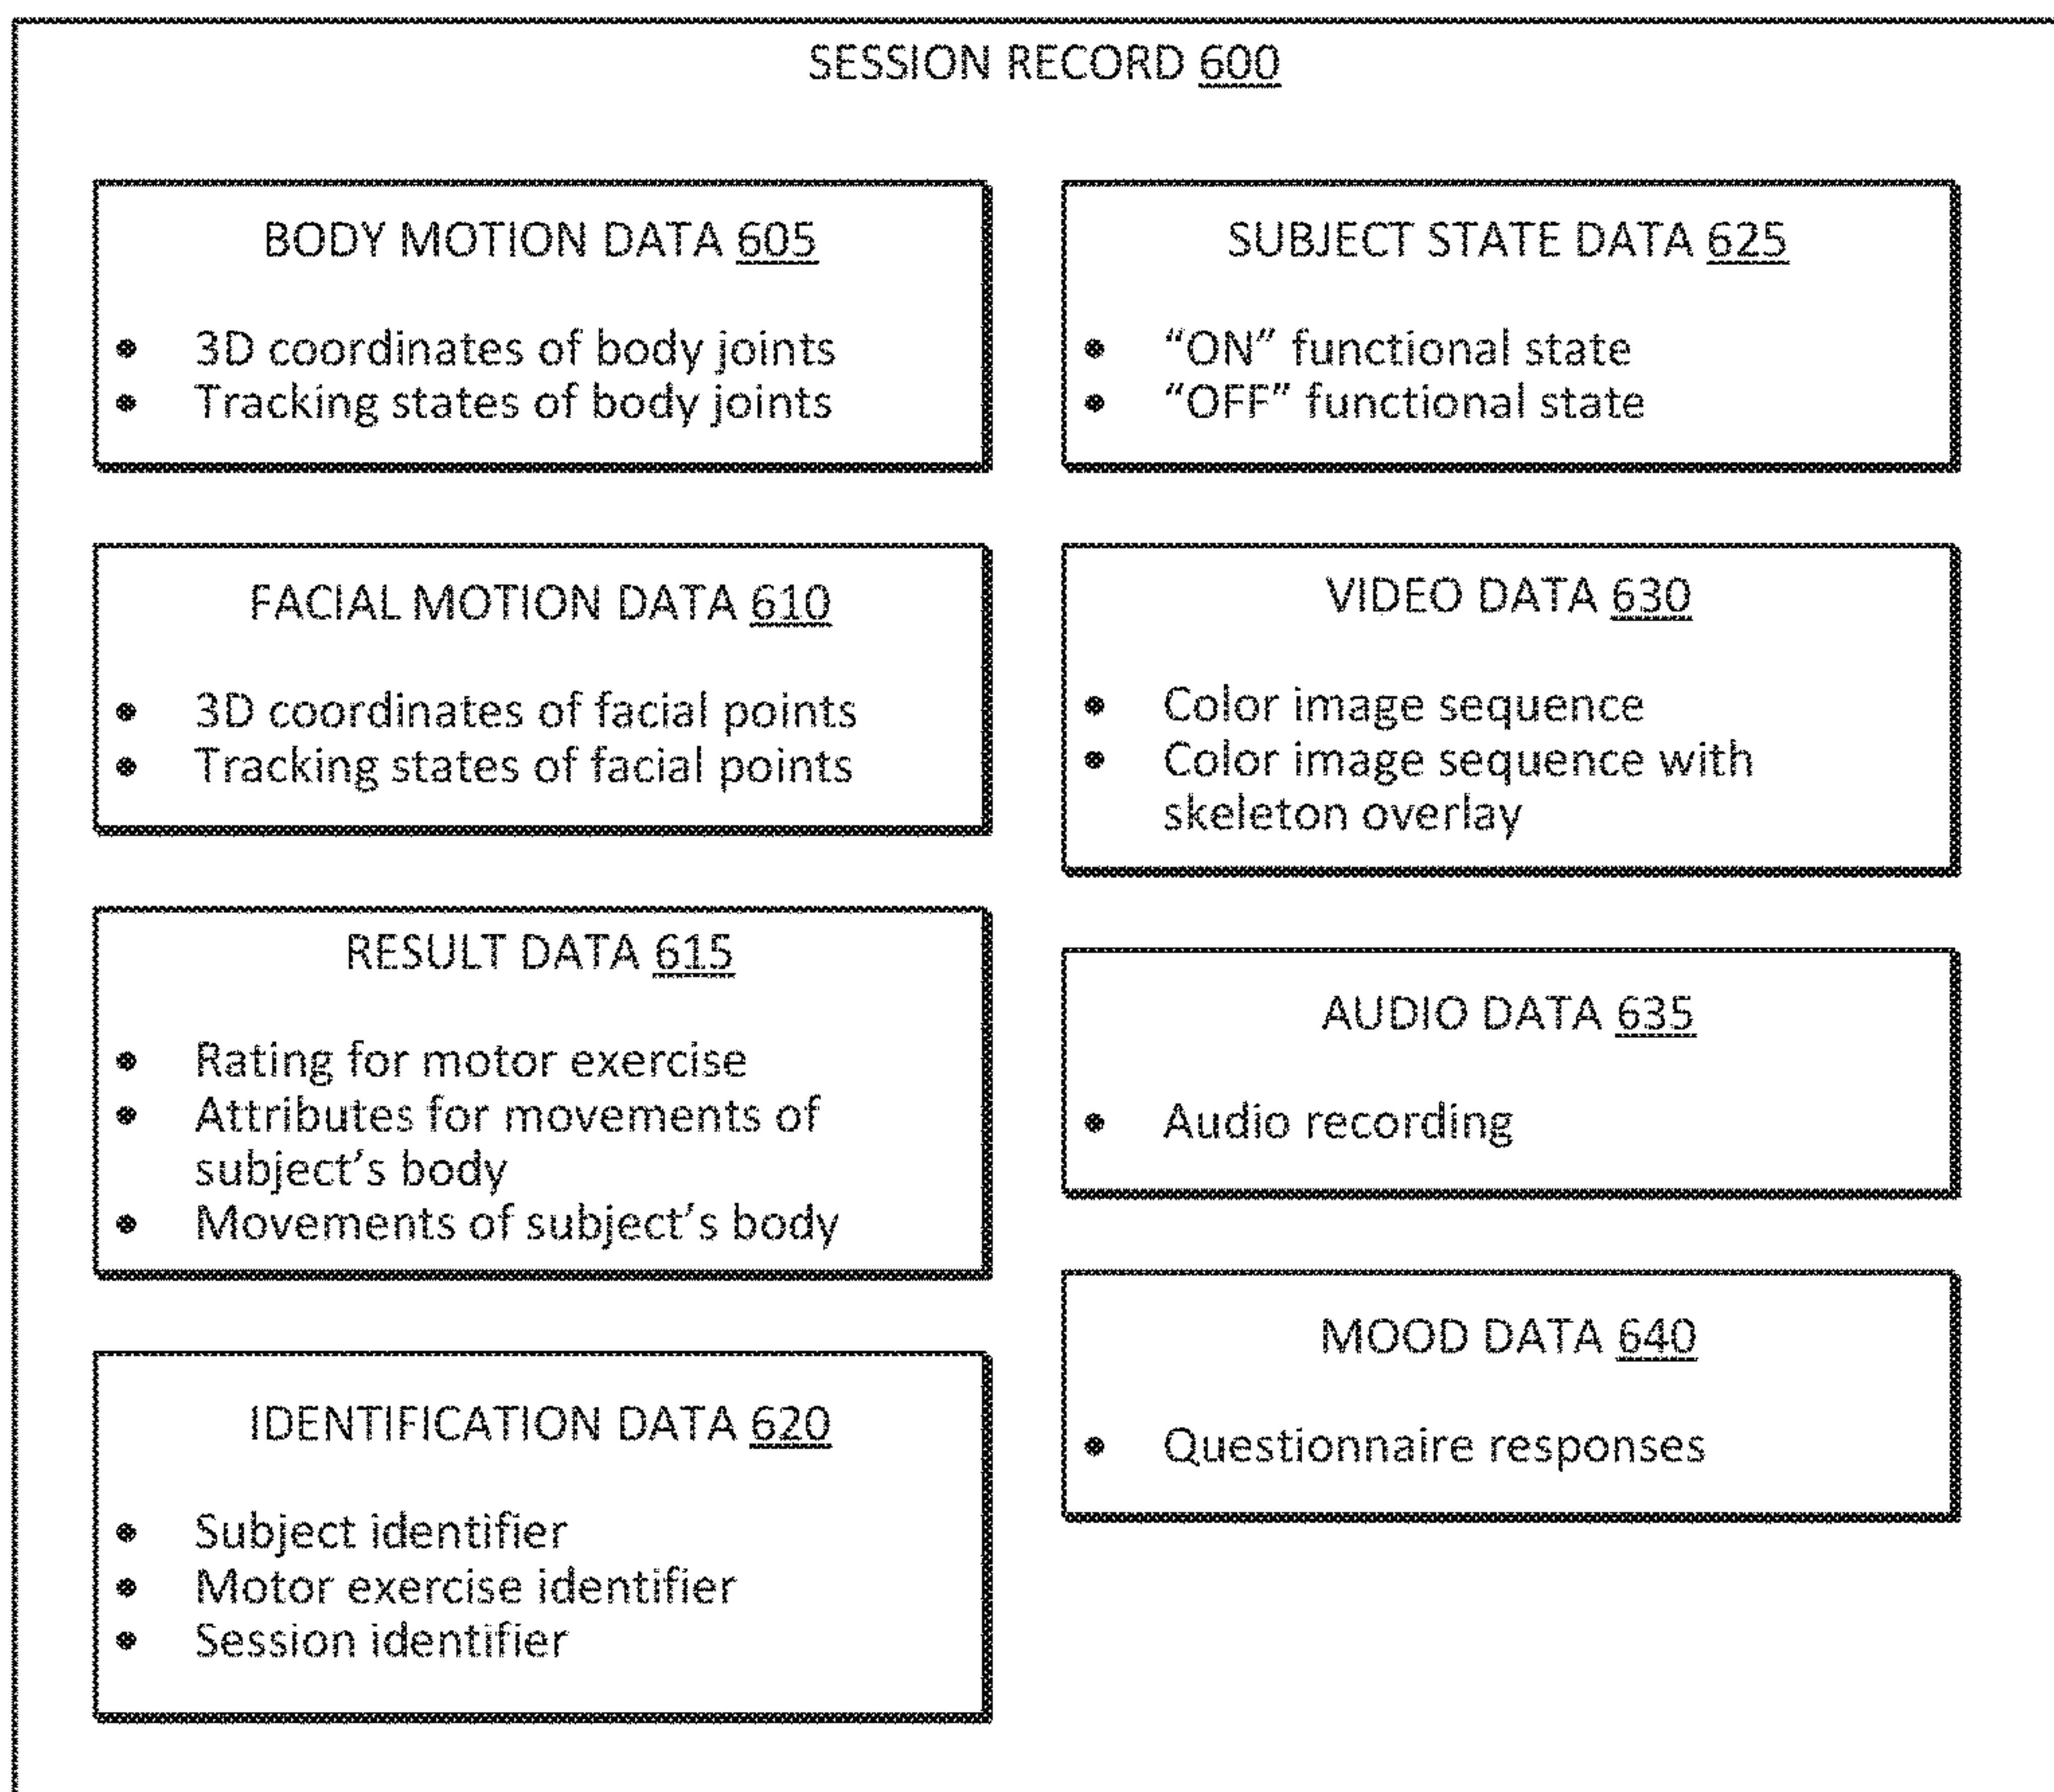 SESSION RECORD 600
BODY MOTION DATA 605
• 3D coordinates of body joints
• Tracking states of body joints
FACIAL MOTION DATA 610
• 3D coordinates of facial points
• Tracking states of facial points
RESULT DATA 615
• Rating for motor exercise
• Attributes for movements of
subject's body
• Movements of subject's body
IDENTIFICATION DATA 620
• Subject identifier
• Motor exercise identifier
• Session identifier
SUBJECT STATE DATA 625
• “ON” functional state
• “OFF” functional state
VIDEO DATA 630
• Color image sequence
• Color image sequence with
skeleton overlay
AUDIO DATA 635
• Audio recording
MOOD DATA 640
• Questionnaire responses